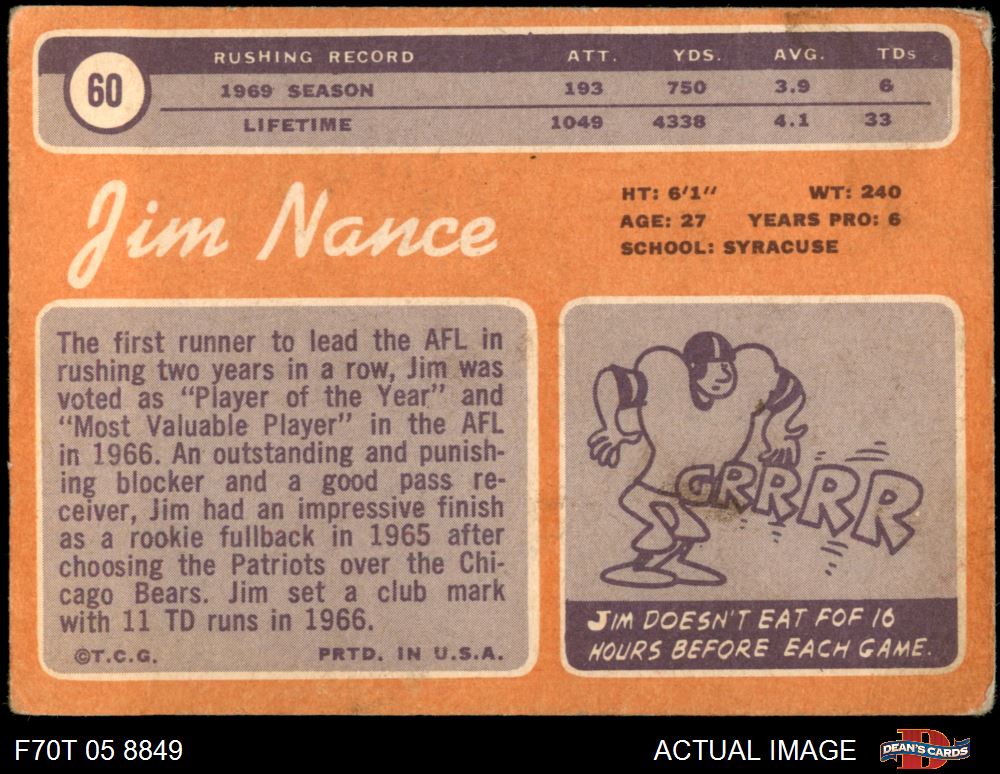 60
RUSHING RECORD ATT. YDS. AVG. TDs
1969 SEASON 193 750 3.9 6
LIFETIME 1049 4338 4.1 33
Jim Nance
HT: 6'1" WT: 240
AGE: 27 YEARS PRO: 6
SCHOOL: SYRACUSE
The first runner to lead the AFL in
rushing two years in a row, Jim was
voted as "Player of the Year" and
"Most Valuable Player" in the AFL
in 1966. An outstanding and punish-
ing blocker and a good pass re-
ceiver, Jim had an impressive finish
as a rookie fullback in 1965 after
choosing the Patriots over the Chi-
cago Bears. Jim set a club mark
with 11 TD runs in 1966.
©T.C.G. PRTD. IN U.S.A.
GRRRR
JIM DOESN'T EAT FOF 16
HOURS BEFORE EACH GAME.
F70T 05 8849 ACTUAL IMAGE DEAN'S CARDS